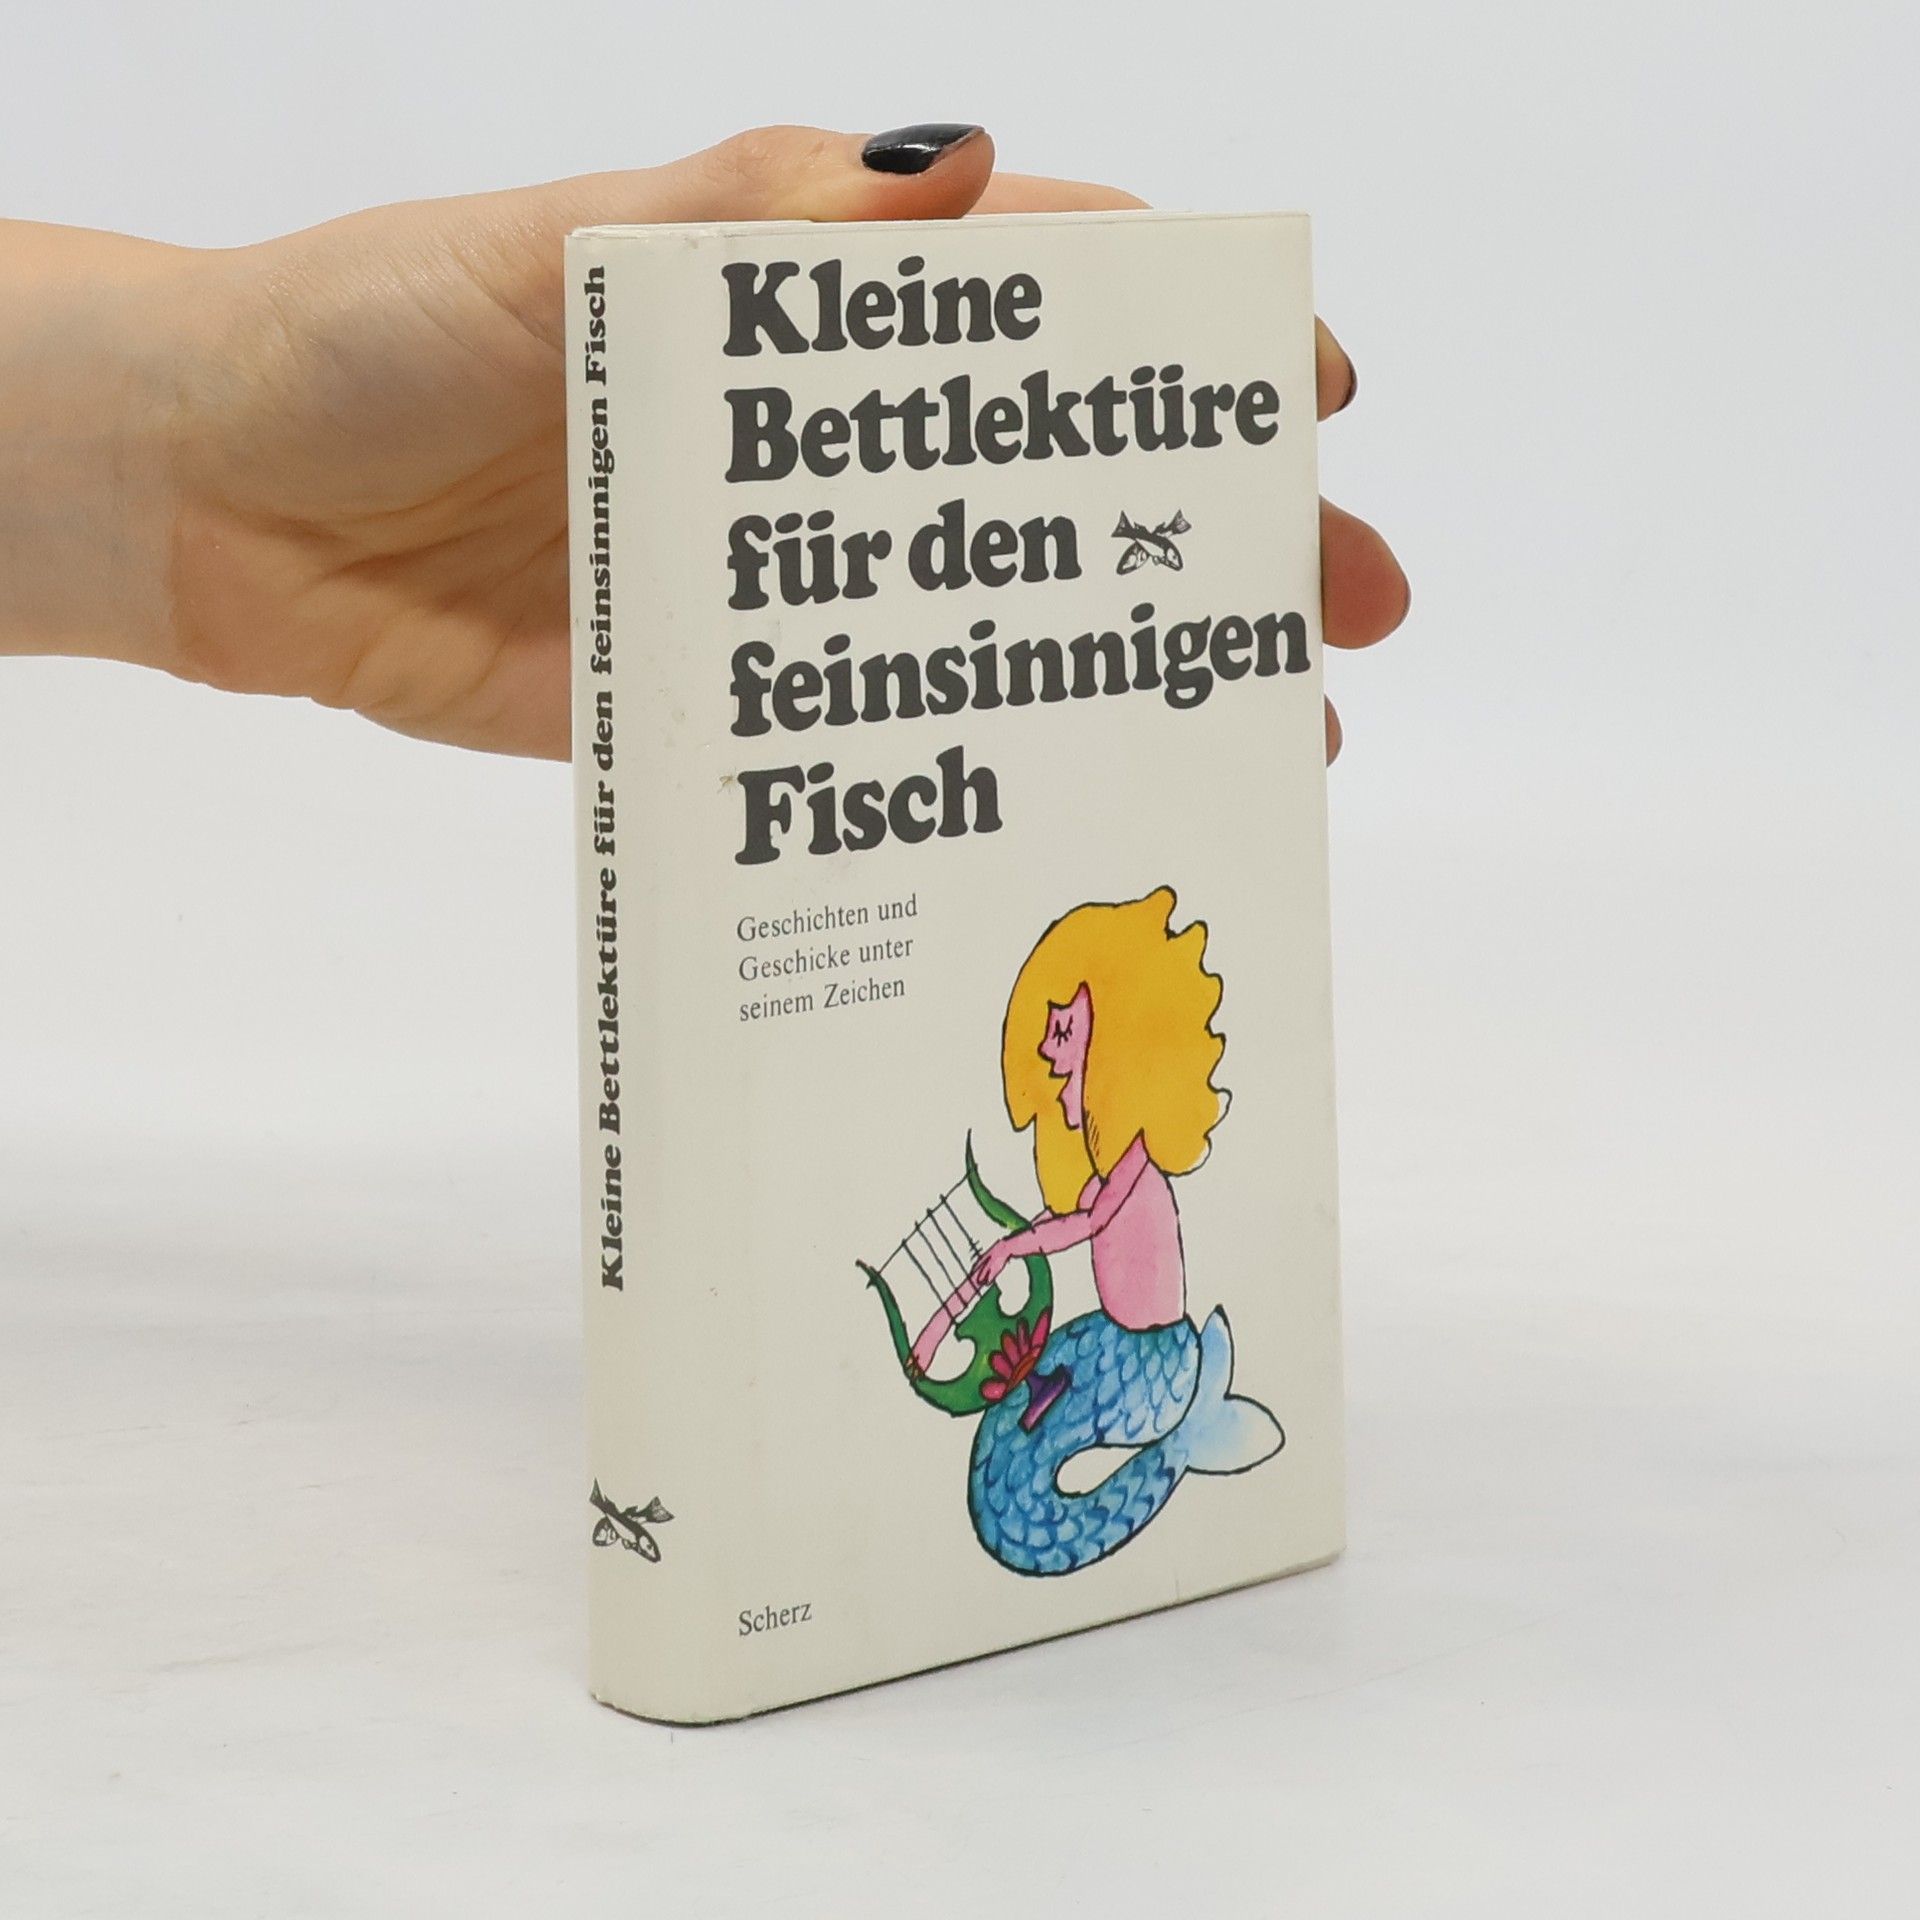 Kleine Bettlektüre für den feinsinnigen Fisch
Kleine
Bettlektüre
für den
feinsinnigen
Fisch
Geschichten und
Geschicke unter
seinem Zeichen
Scherz